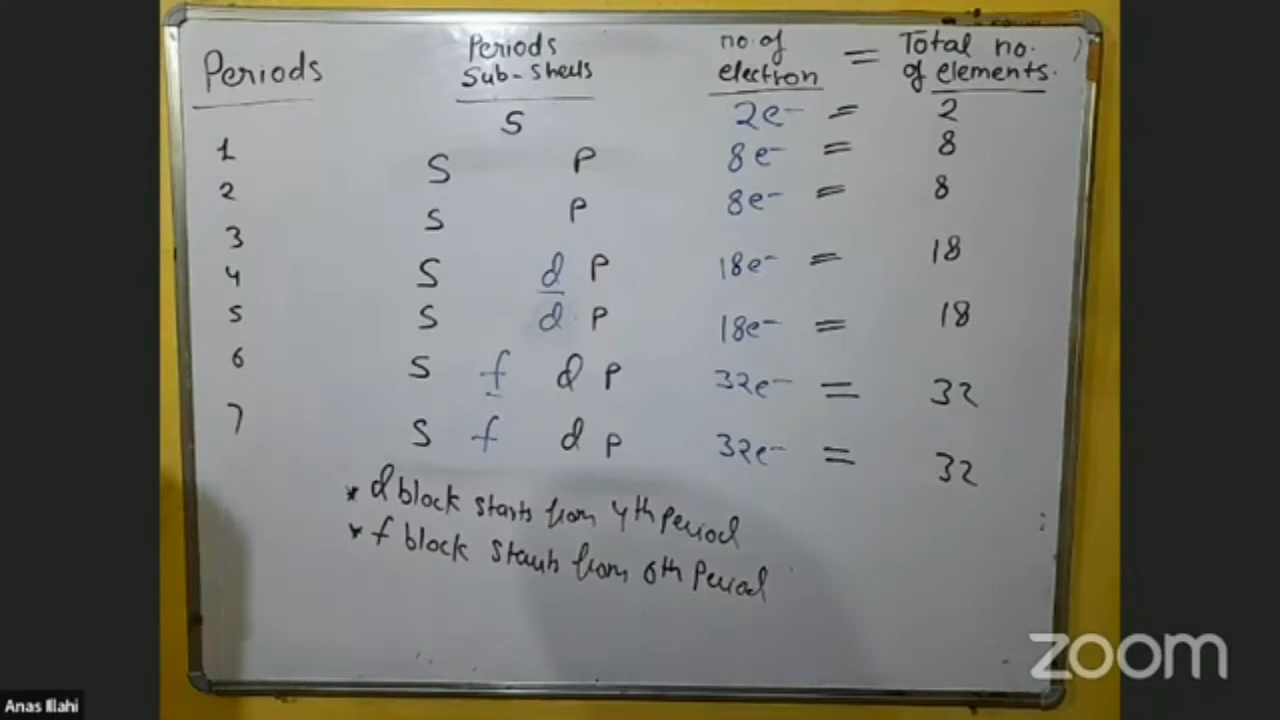 Periods Periods Sub-Shells no. of electron = Total no. of elements.
1 S 2e- = 2
2 S P 8e- = 8
3 S P 8e- = 8
4 S d P 18e- = 18
5 S d P 18e- = 18
6 S f d P 32e- = 32
7 S f d P 32e- = 32
* d block starts from 4th Period
* f block starts from 6th Period
zoom
Anas Illahi